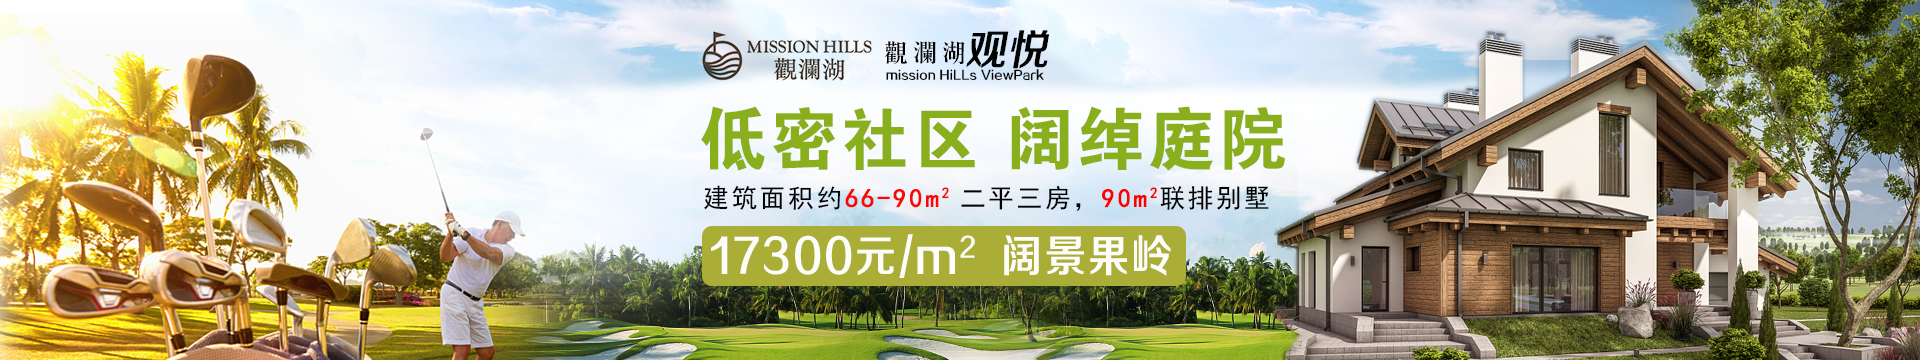 MISSION HILLS
觀瀾湖
觀瀾湖观悦
mission HiLLs ViewPark
低密社区 阔绰庭院
建筑面积约66-90m² 二平三房，90m²联排别墅
17300元/m² 阔景果岭